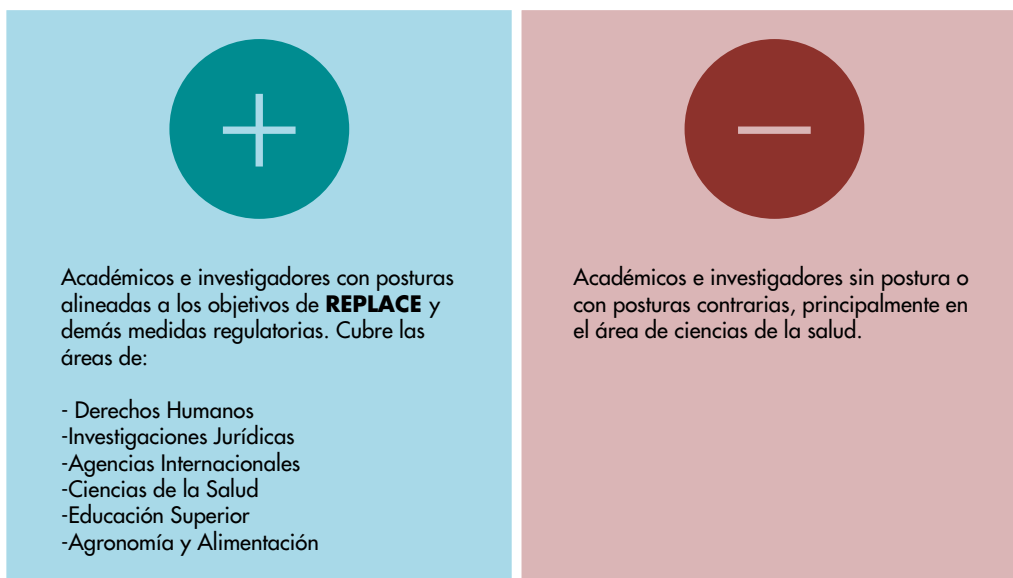 Académicos e investigadores con posturas
alineadas a los objetivos de REPLACE y
demás medidas regulatorias. Cubre las
áreas de:
- Derechos Humanos
-Investigaciones Jurídicas
-Agencias Internacionales
-Ciencias de la Salud
-Educación Superior
-Agronomía y Alimentación
Académicos e investigadores sin postura o
con posturas contrarias, principalmente en
el área de ciencias de la salud.